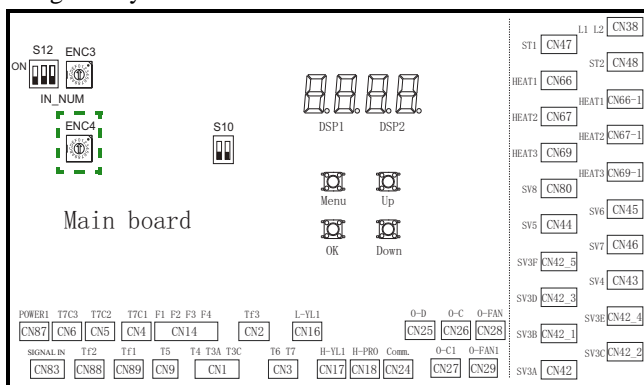 S12 ENC3
ON
IN_NUM
ENC4
S10
DSP1 DSP2
Menu Up
OK Down
Main board
POWER1 T7C3 T7C2 T7C1 F1 F2 F3 F4 Tf3 L-YL1 O-D O-C O-FAN
CN87 CN6 CN5 CN4 CN14 CN2 CN16 CN25 CN26 CN28
SIGNAL IN Tf2 Tf1 T5 T4 T3A T3C T6 T7 H-YL1 H-PRO Comm. O-C1 O-FAN1
CN83 CN88 CN89 CN9 CN1 CN3 CN17 CN18 CN24 CN27 CN29
L1 L2 CN38
ST1 CN47
ST2 CN48
HEAT1 CN66
HEAT1 CN66-1
HEAT2 CN67
HEAT2 CN67-1
HEAT3 CN69
HEAT3 CN69-1
SV8 CN80
SV6 CN45
SV5 CN44
SV7 CN46
SV3F CN42_5
SV4 CN43
SV3D CN42_3
SV3E CN42_4
SV3B CN42_1
SV3C CN42_2
SV3A CN42